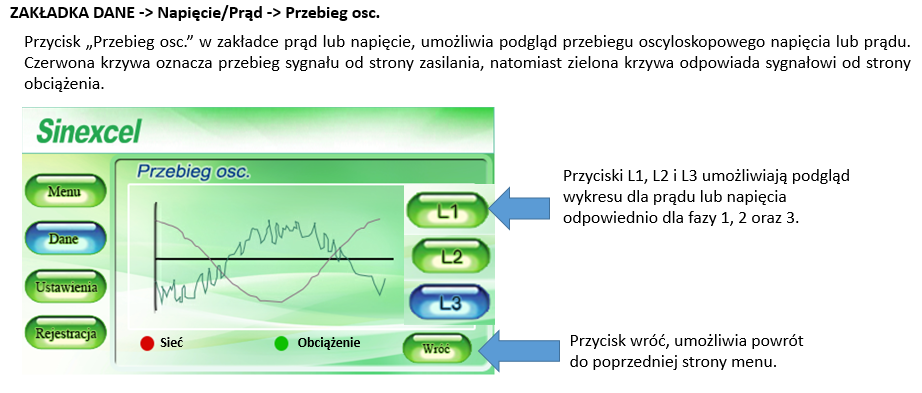 ZAKŁADKA DANE -> Napięcie/Prąd -> Przebieg osc.
Przycisk „Przebieg osc.” w zakładce prąd lub napięcie, umożliwia podgląd przebiegu oscyloskopowego napięcia lub prądu.
Czerwona krzywa oznacza przebieg sygnału od strony zasilania, natomiast zielona krzywa odpowiada sygnałowi od strony
obciążenia.
Sinexcel
Przebieg osc.
Menu
Dane
Ustawienia
Rejestracja
L1
L2
L3
Sieć
Obciążenie
Wróć
Przyciski L1, L2 i L3 umożliwiają podgląd
wykresu dla prądu lub napięcia
odpowiednio dla fazy 1, 2 oraz 3.
Przycisk wróć, umożliwia powrót
do poprzedniej strony menu.